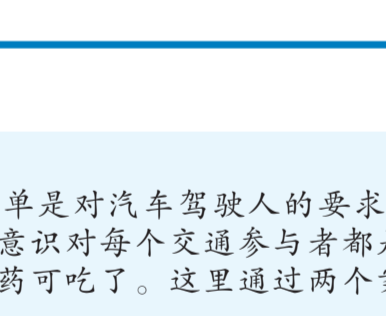 单是对汽车驾驶人的要求
意识对每个交通参与者都
药可吃了。这里通过两个